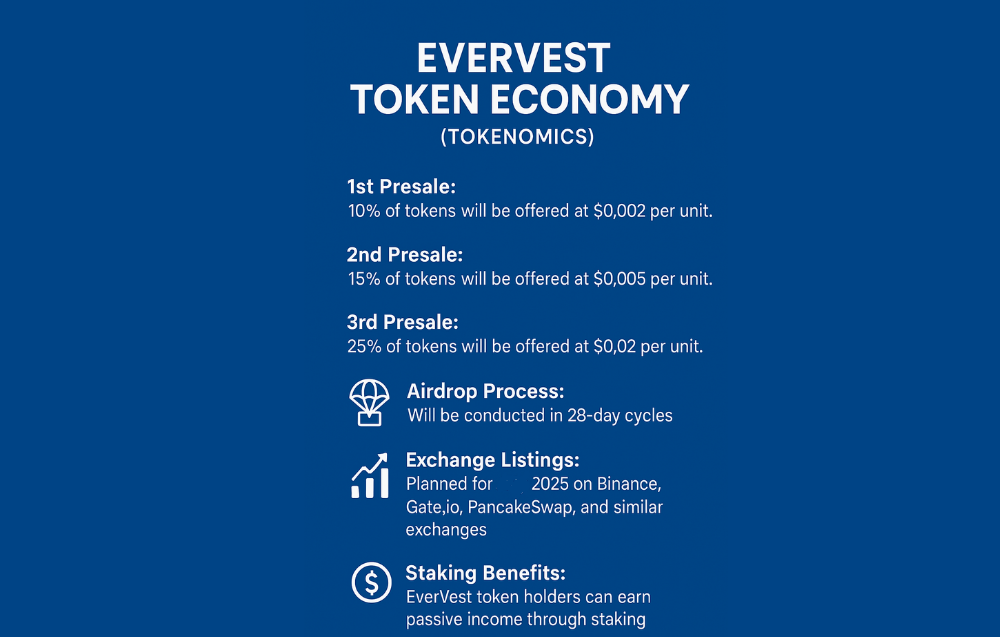 EVERVEST
TOKEN ECONOMY
(TOKENOMICS)
1st Presale:
10% of tokens will be offered at $0,002 per unit.
2nd Presale:
15% of tokens will be offered at $0,005 per unit.
3rd Presale:
25% of tokens will be offered at $0,02 per unit.
Airdrop Process:
Will be conducted in 28-day cycles
Exchange Listings:
Planned for 2025 on Binance,
Gate,io, PancakeSwap, and similar
exchanges
$
Staking Benefits:
EverVest token holders can earn
passive income through staking